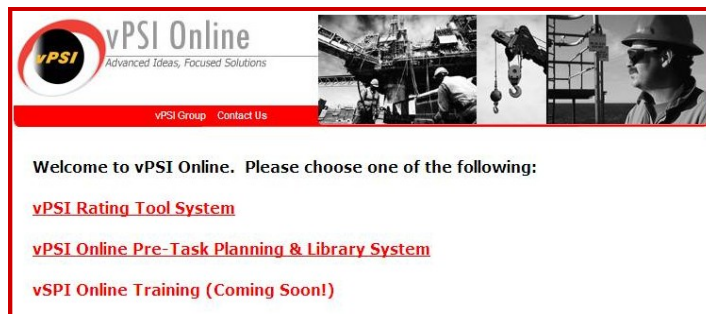 vPSI
vPSI Online
Advanced Ideas, Focused Solutions
vPSI Group Contact Us
Welcome to vPSI Online. Please choose one of the following:
vPSI Rating Tool System
vPSI Online Pre-Task Planning & Library System
vSPI Online Training (Coming Soon!)